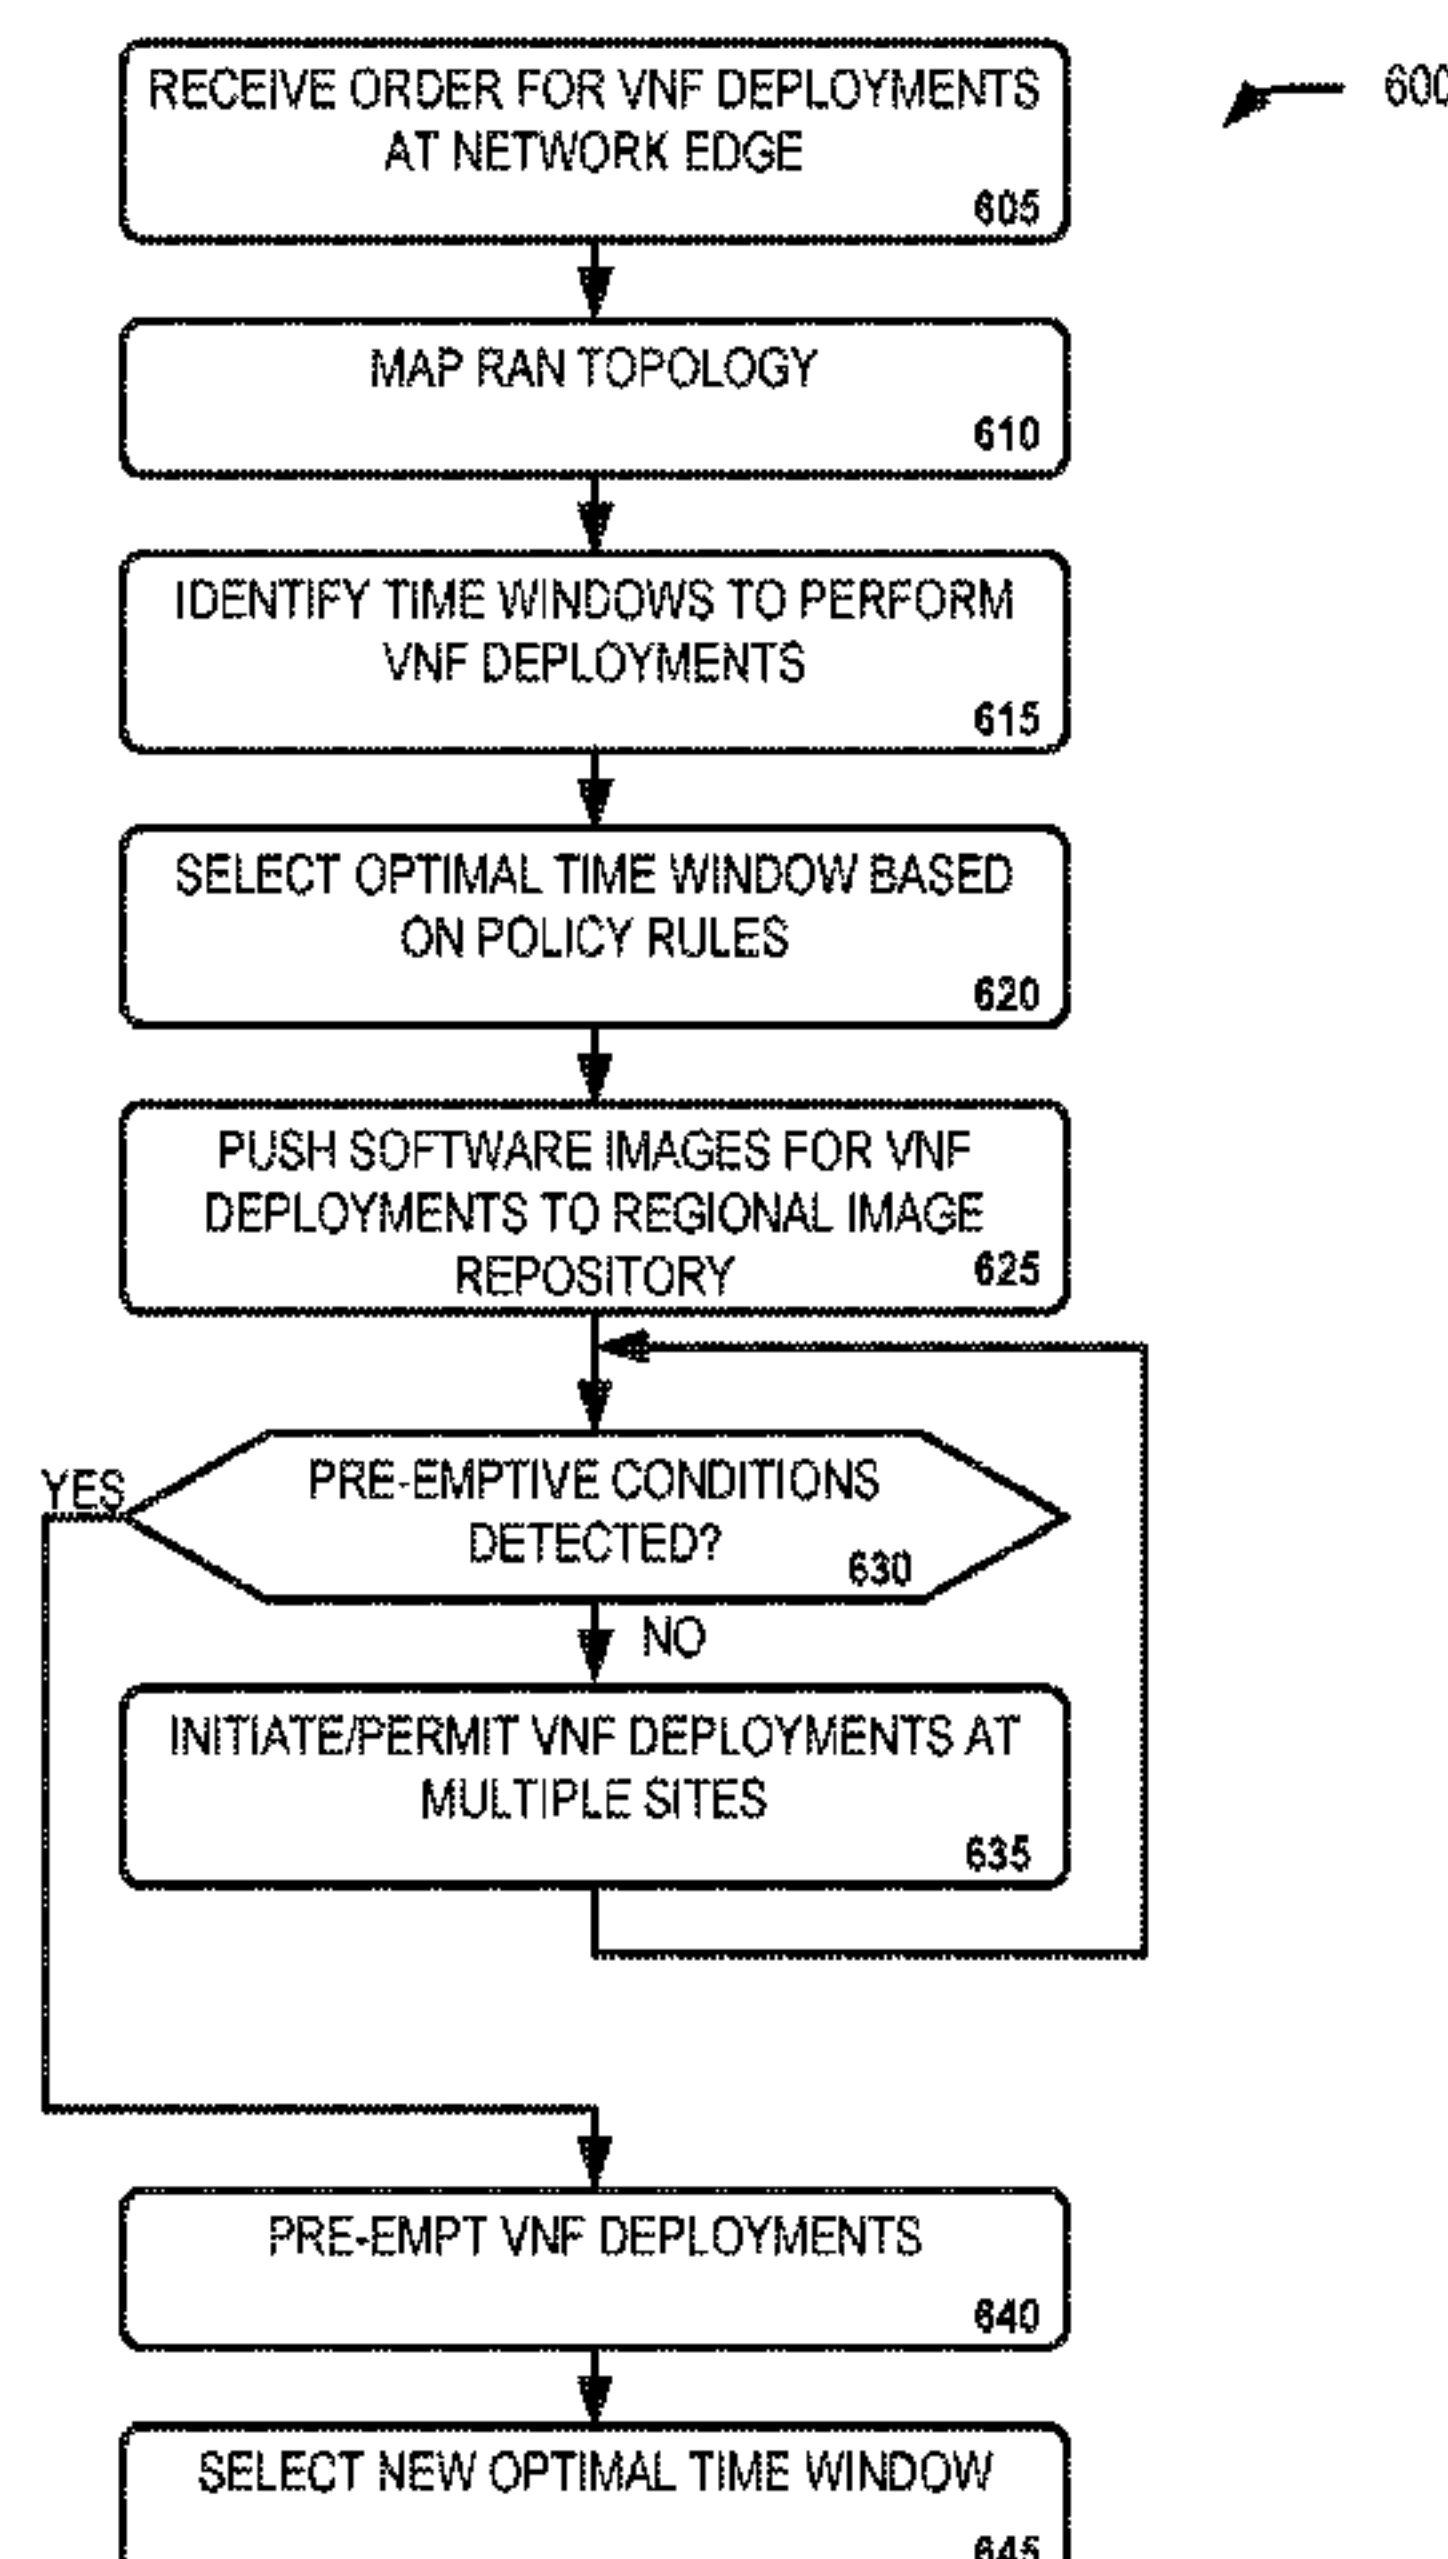 RECEIVE ORDER FOR VNF DEPLOYMENTS
AT NETWORK EDGE
605
600
MAP RAN TOPOLOGY
610
IDENTIFY TIME WINDOWS TO PERFORM
VNF DEPLOYMENTS
615
SELECT OPTIMAL TIME WINDOW BASED
ON POLICY RULES
620
PUSH SOFTWARE IMAGES FOR VNF
DEPLOYMENTS TO REGIONAL IMAGE
REPOSITORY
625
PRE-EMPTIVE CONDITIONS
DETECTED?
630
YES
NO
INITIATE/PERMIT VNF DEPLOYMENTS AT
MULTIPLE SITES
635
PRE-EMPT VNF DEPLOYMENTS
640
SELECT NEW OPTIMAL TIME WINDOW
645